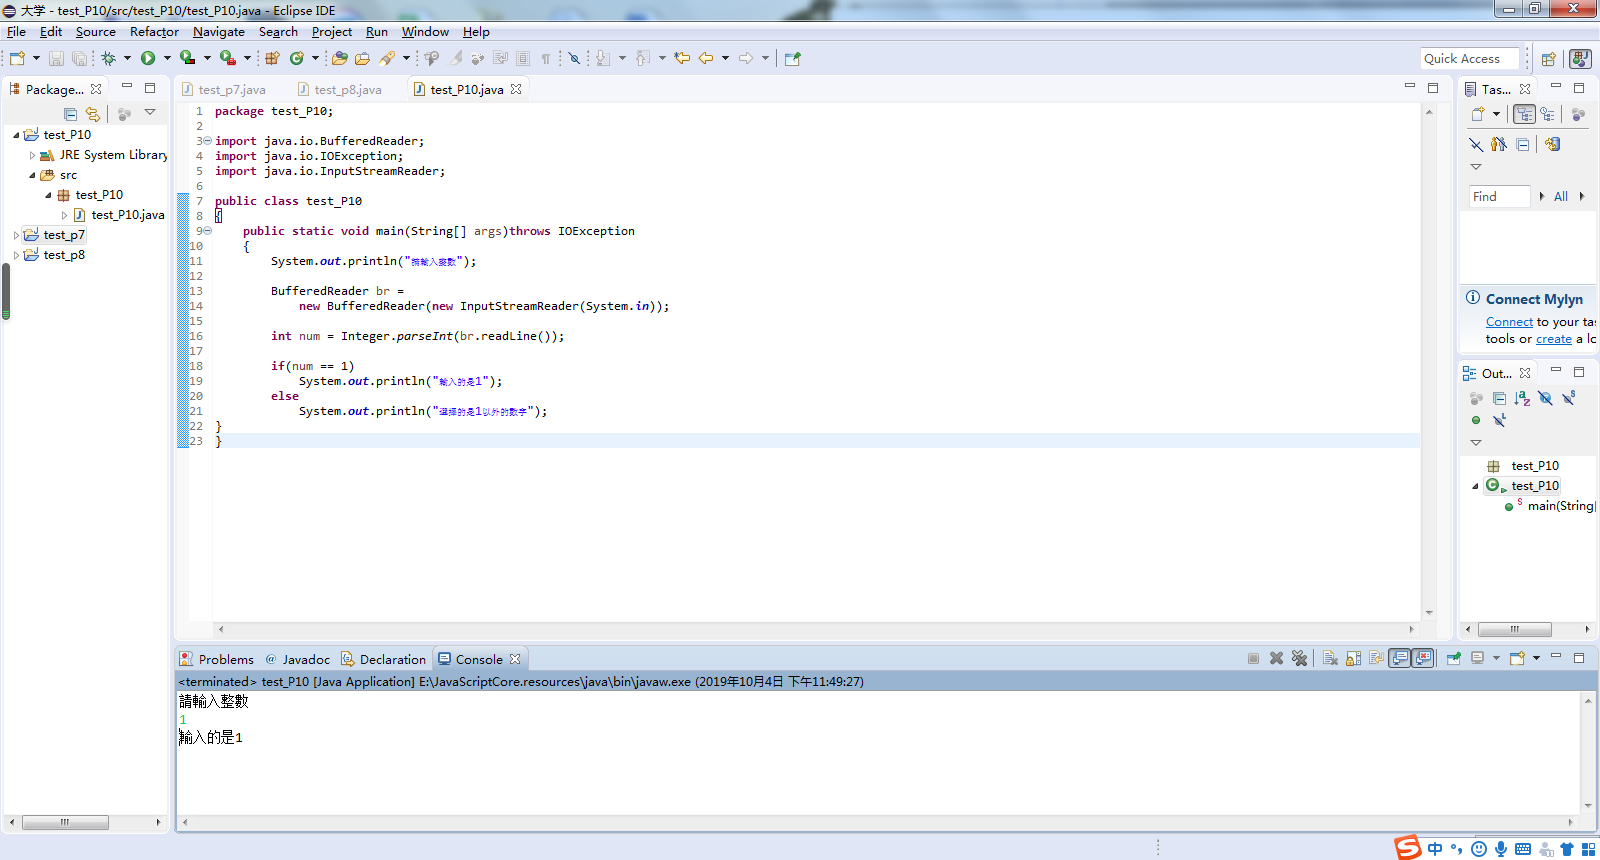 大学 - test_P10/src/test_P10/test_P10.java - Eclipse IDE
File Edit Source Refactor Navigate Search Project Run Window Help
Quick Access
Package...
test_P10
JRE System Library
src
test_P10
test_P10.java
test_p7
test_p8
test_p7.java test_p8.java test_P10.java
1 package test_P10;
2
3 import java.io.BufferedReader;
4 import java.io.IOException;
5 import java.io.InputStreamReader;
6
7 public class test_P10
8 {
9 public static void main(String[] args)throws IOException
10 {
11 System.out.println("請輸入整數");
12
13 BufferedReader br =
14 new BufferedReader(new InputStreamReader(System.in));
15
16 int num = Integer.parseInt(br.readLine());
17
18 if(num == 1)
19 System.out.println("輸入的是1");
20 else
21 System.out.println("選擇的是1以外的數字");
22 }
23 }
Tas...
Find All
Connect Mylyn
Connect to your tas
tools or create a lo
Out...
test_P10
test_P10
main(String[
Problems @ Javadoc Declaration Console
<terminated> test_P10 [Java Application] E:\JavaScriptCore.resources\java\bin\javaw.exe (2019年10月4日 下午11:49:27)
請輸入整數
1
輸入的是1
S 中